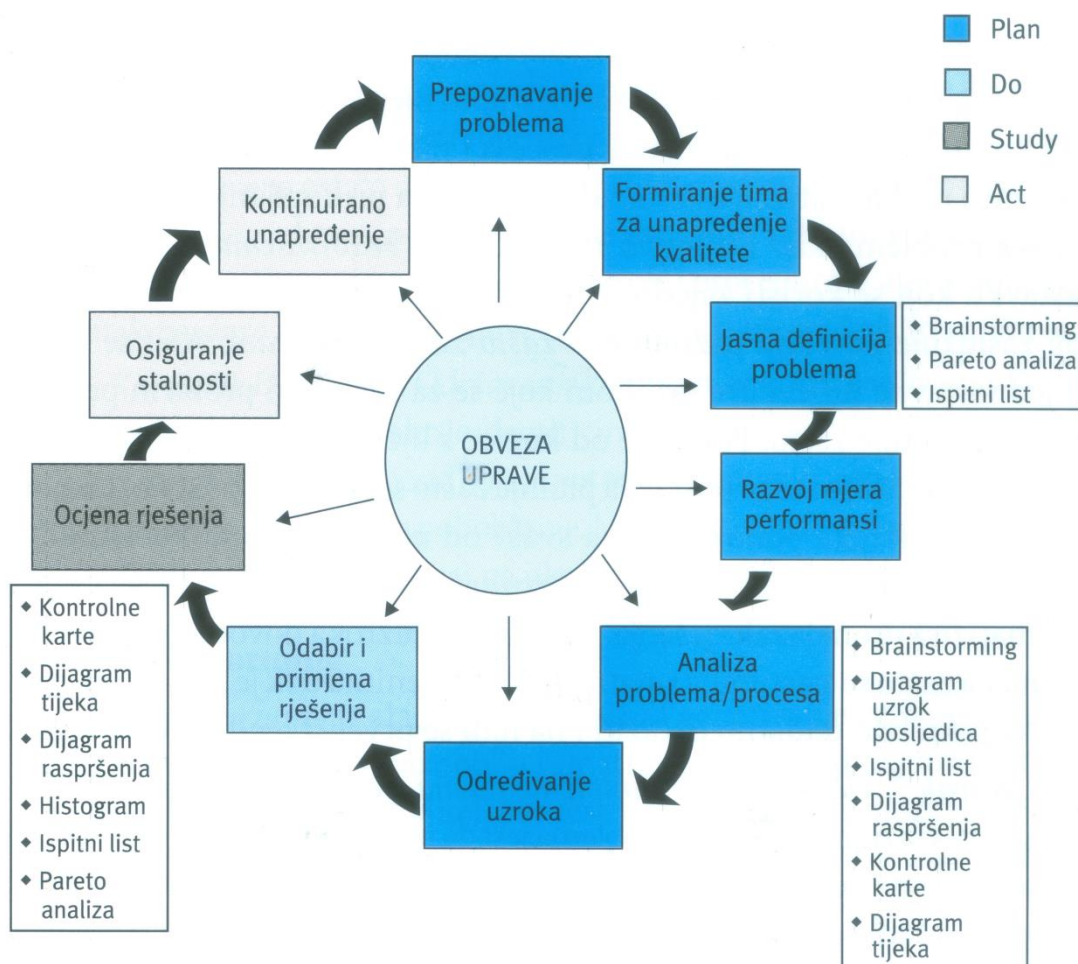 Plan
Do
Study
Act
Prepoznavanje
problema
Formiranje tima
za unapređenje
kvalitete
Jasna definicija
problema
◆ Brainstorming
◆ Pareto analiza
◆ Ispitni list
Razvoj mjera
performansi
Analiza
problema/procesa
◆ Brainstorming
◆ Dijagram
uzrok
posljedica
◆ Ispitni list
◆ Dijagram
raspršenja
◆ Kontrolne
karte
◆ Dijagram
tijeka
Određivanje
uzroka
Odabir i
primjena
rješenja
Ocjena rješenja
◆ Kontrolne
karte
◆ Dijagram
tijeka
◆ Dijagram
raspršenja
◆ Histogram
◆ Ispitni list
◆ Pareto
analiza
Osiguranje
stalnosti
Kontinuirano
unapređenje
OBVEZA
UPRAVE